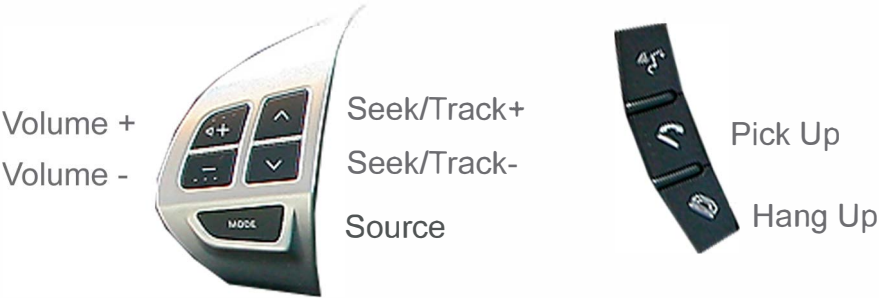 Volume +
Volume -
MODE
Seek/Track+
Seek/Track-
Source
Pick Up
Hang Up